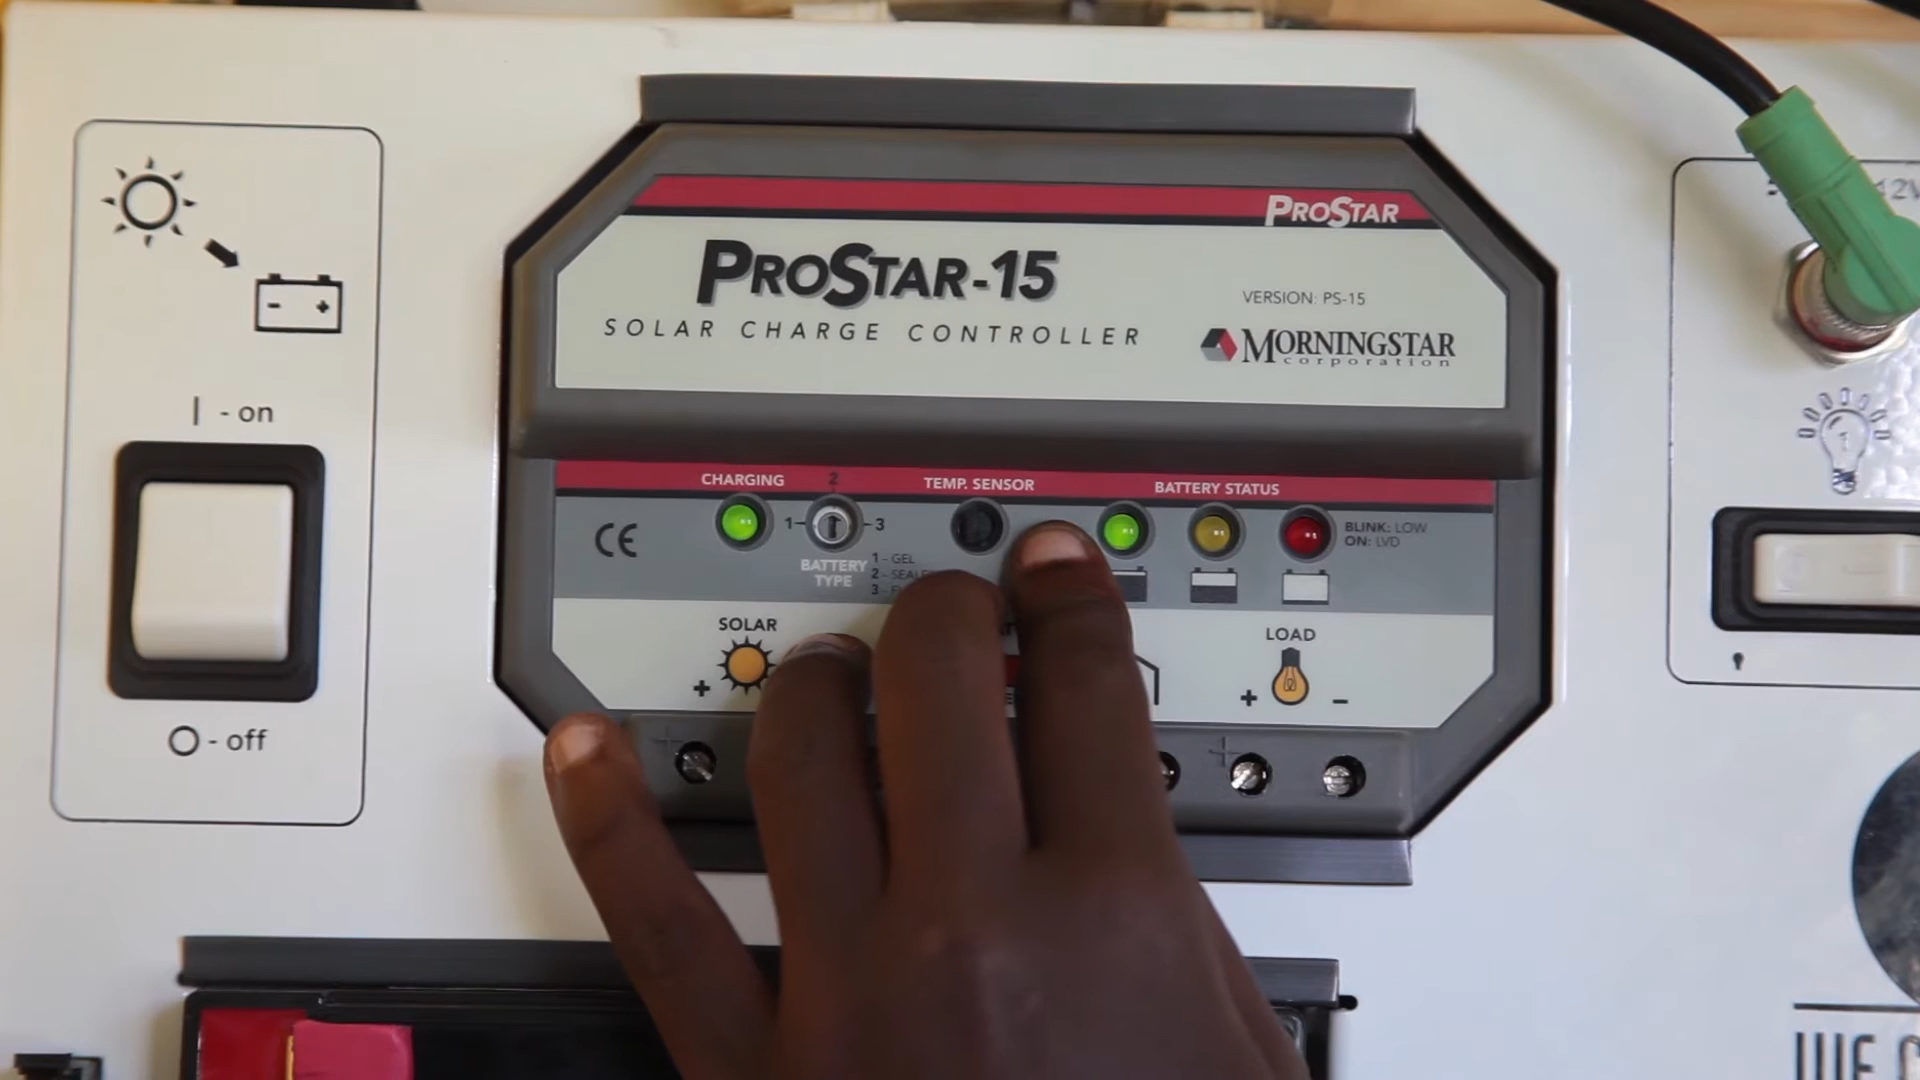 PROSTAR
PROSTAR-15
SOLAR CHARGE CONTROLLER
VERSION: PS-15
MORNINGSTAR
corporation
| - on
O - off
CHARGING
TEMP. SENSOR
BATTERY STATUS
2
1
3
CE
BATTERY
TYPE
1 - GEL
2 -
3 -
BLINK: LOW
ON: LVD
SOLAR
+
LOAD
+ -
- +
WE